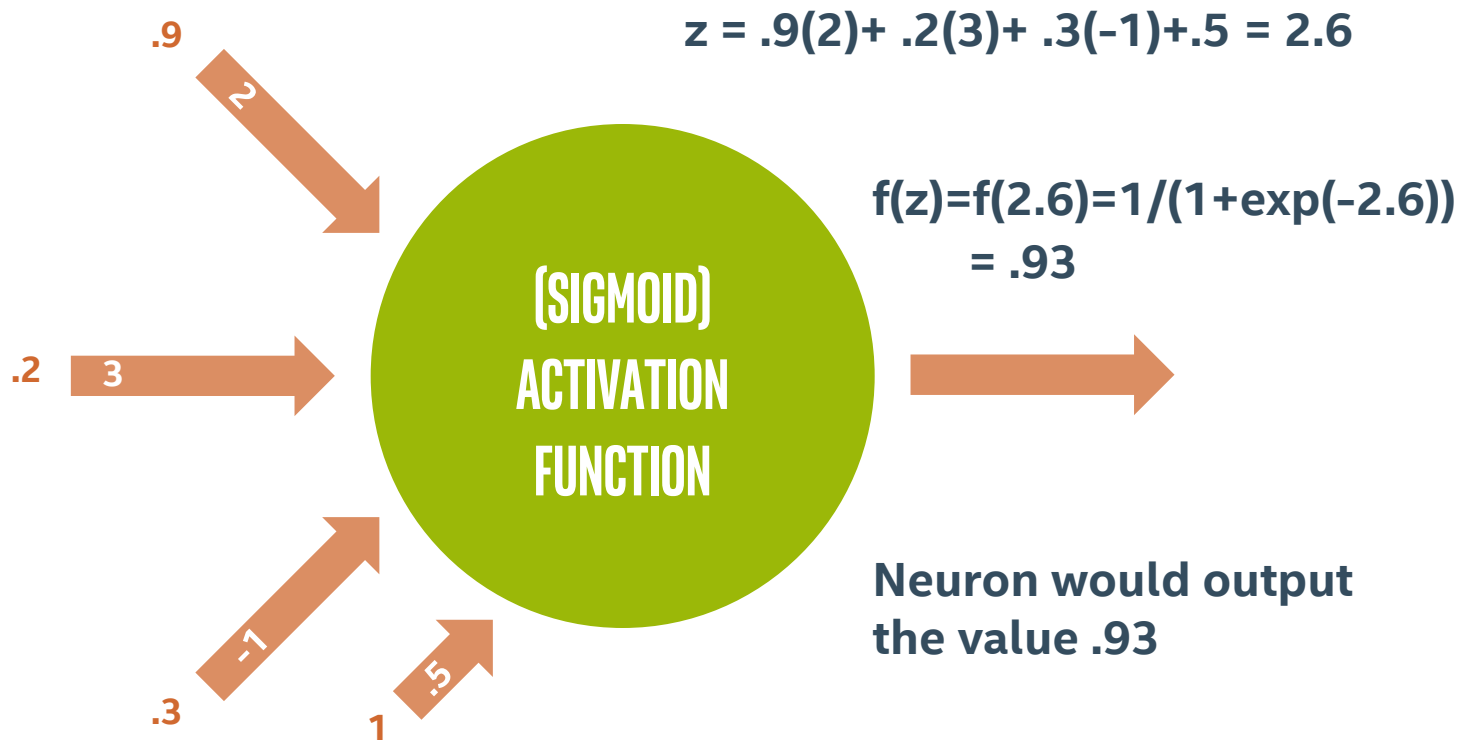 z = .9(2)+ .2(3)+ .3(-1)+.5 = 2.6
.9
2
f(z)=f(2.6)=1/(1+exp(-2.6))
= .93
(SIGMOID)
ACTIVATION
FUNCTION
.2
3
-1
.3
.5
1
Neuron would output
the value .93